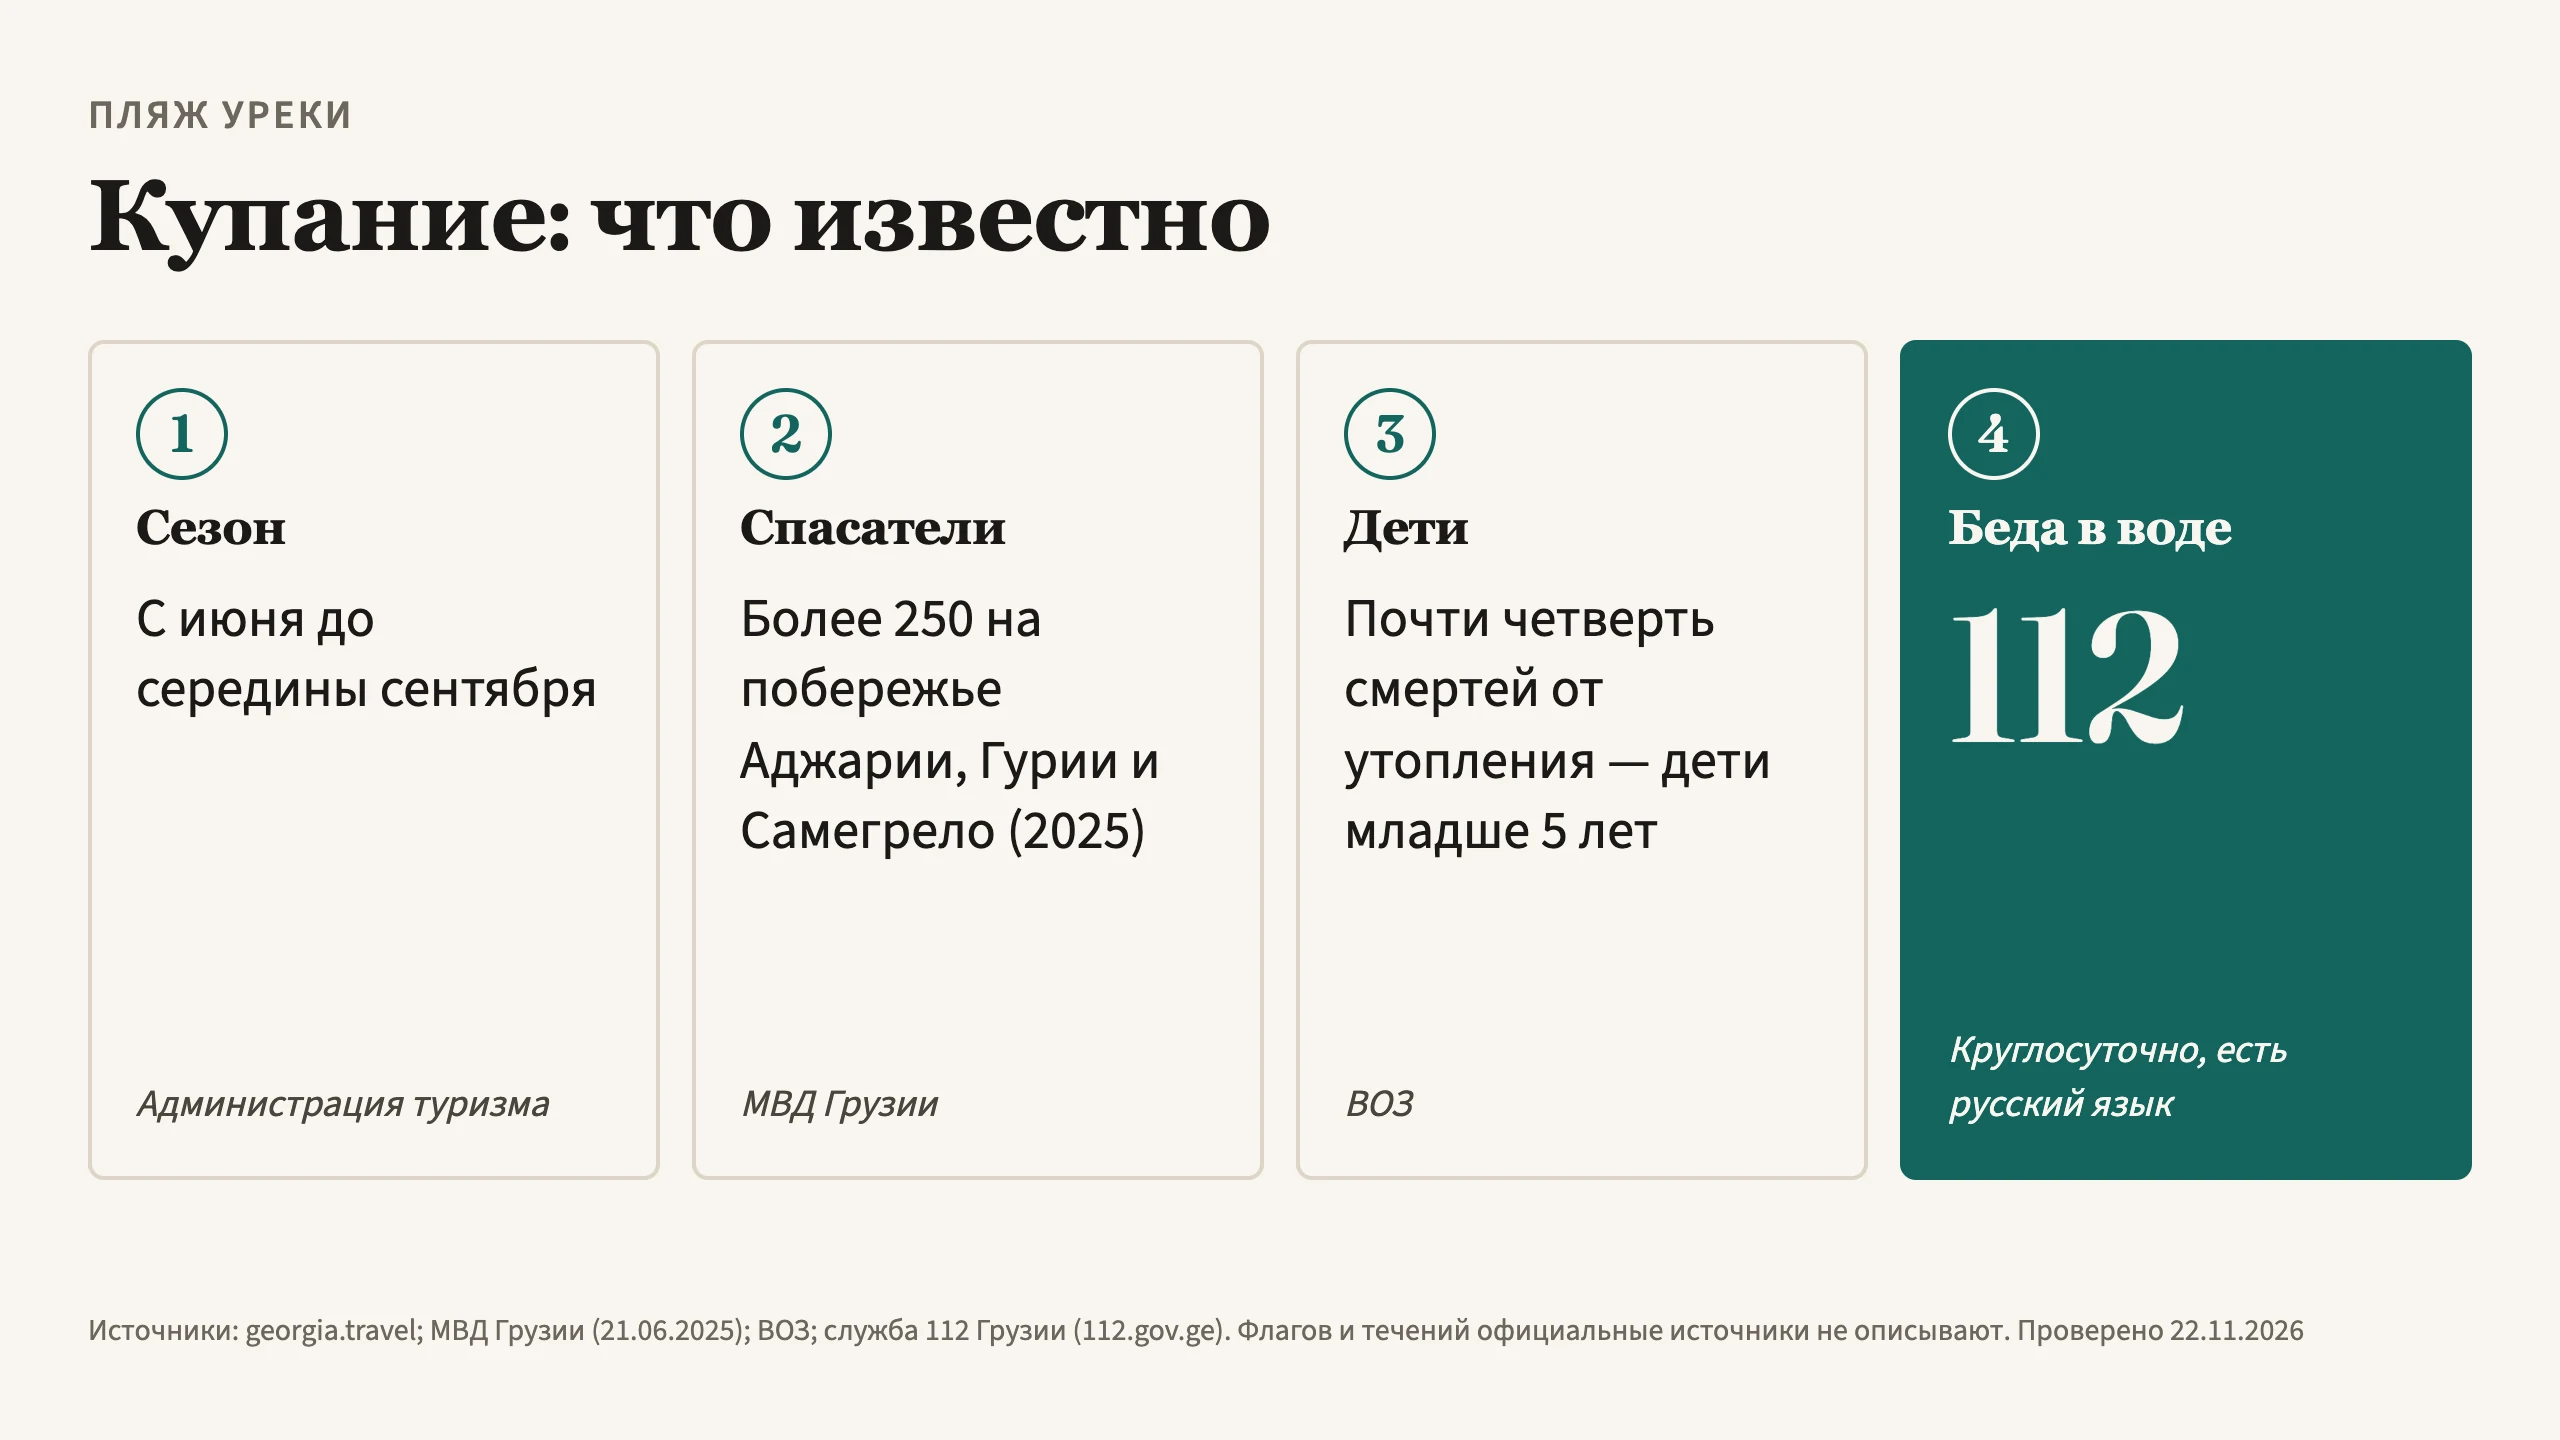 ПЛЯЖ УРЕКИ
Купание: что известно
1
Сезон
С июня до
середины сентября
Администрация туризма
2
Спасатели
Более 250 на
побережье
Аджарии, Гурии и
Самегрело (2025)
МВД Грузии
3
Дети
Почти четверть
смертей от
утопления — дети
младше 5 лет
ВОЗ
4
Беда в воде
112
Круглосуточно, есть
русский язык
Источники: georgia.travel; МВД Грузии (21.06.2025); ВОЗ; служба 112 Грузии (112.gov.ge). Флагов и течений официальные источники не описывают. Проверено 22.11.2026